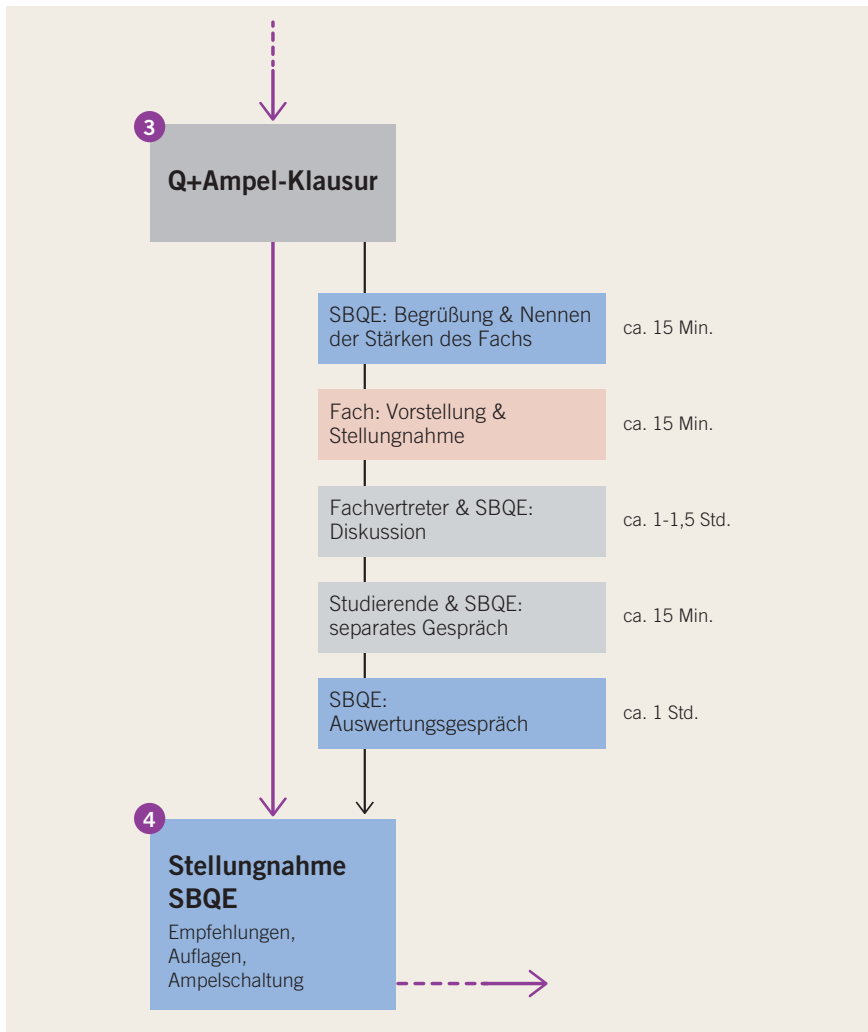 3
Q+Ampel-Klausur
SBQE: Begrüßung & Nennen
der Stärken des Fachs
ca. 15 Min.
Fach: Vorstellung &
Stellungnahme
ca. 15 Min.
Fachvertreter & SBQE:
Diskussion
ca. 1-1,5 Std.
Studierende & SBQE:
separates Gespräch
ca. 15 Min.
SBQE:
Auswertungsgespräch
ca. 1 Std.
4
Stellungnahme
SBQE
Empfehlungen,
Auflagen,
Ampelschaltung